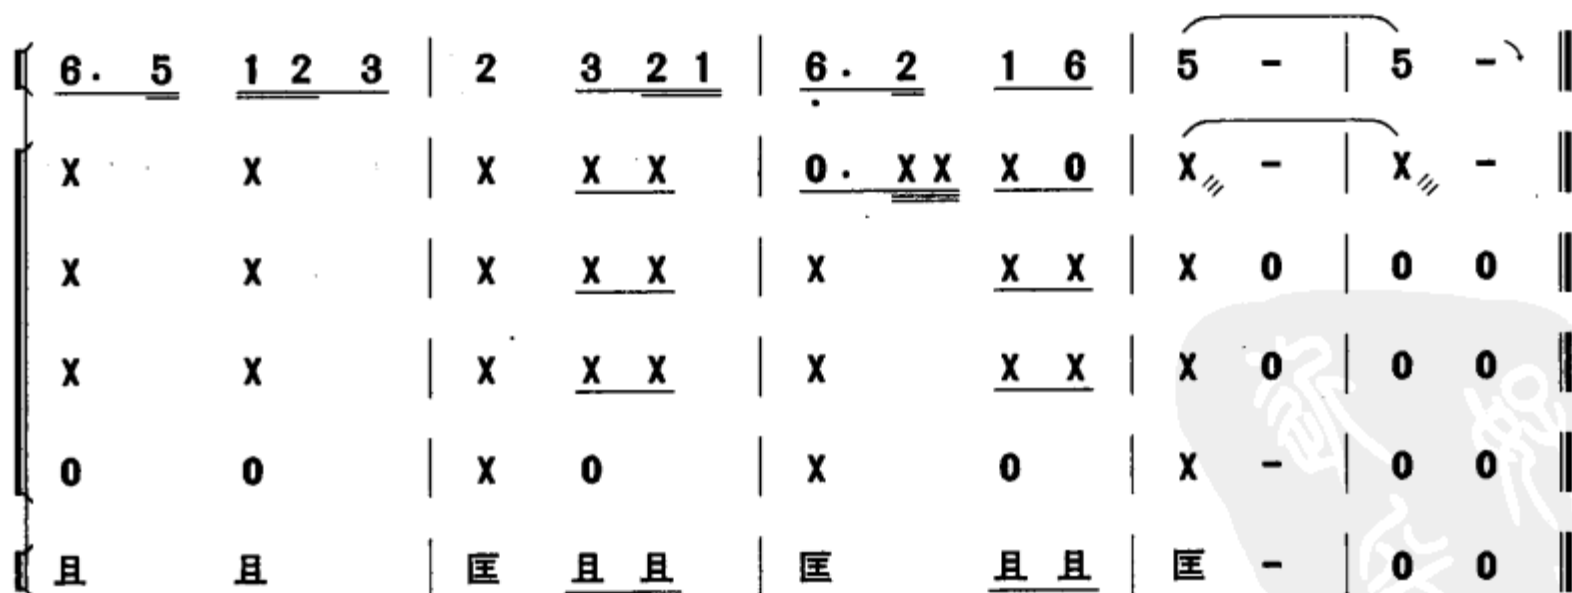 6. 5 1 2 3 | 2 3 2 1 | 6. 2 1 6 | 5 - | 5 -
X X | X X X | 0. X X X 0 | X - | X -
X X | X X X | X X X | X 0 | 0 0
X X | X X X | X X X | X 0 | 0 0
0 0 | X 0 | X 0 | X - | 0 0
且 且 | 匡 且 且 | 匡 且 且 | 匡 - | 0 0